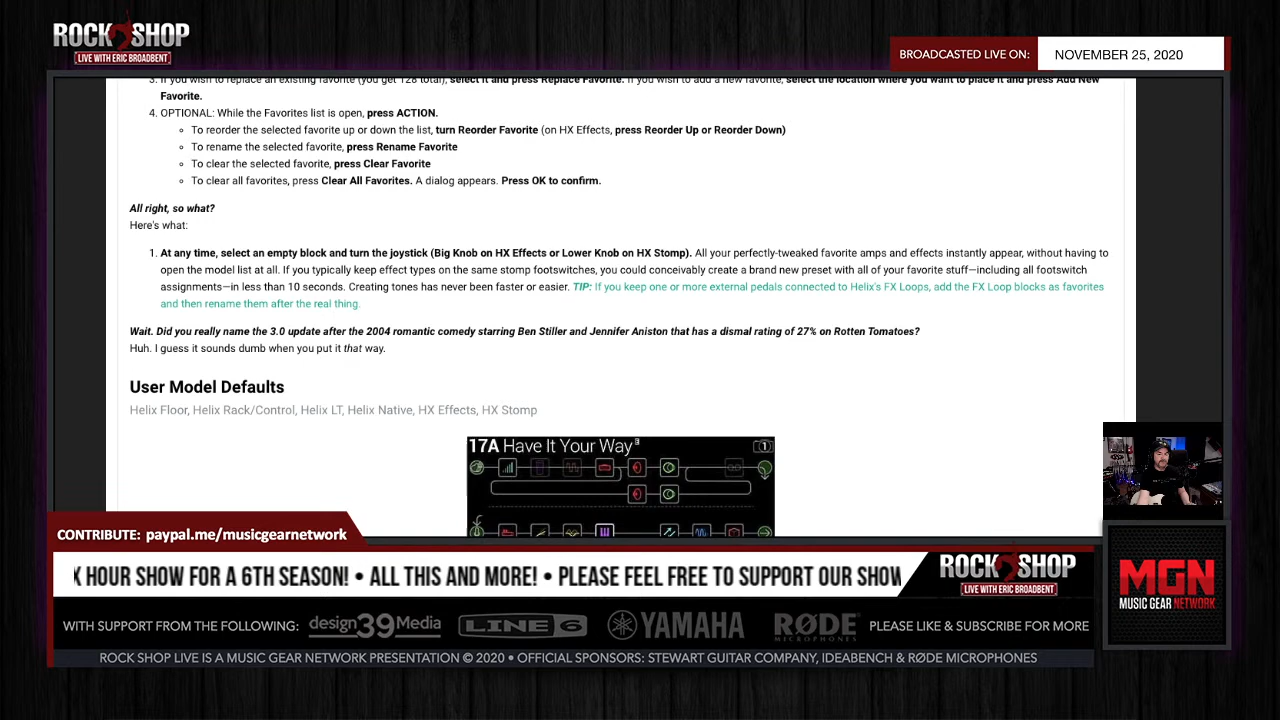 ROCK SHOP
LIVE WITH ERIC BROADBENT
BROADCASTED LIVE ON: NOVEMBER 25, 2020
3. If you wish to replace an existing favorite (you get 128 total), select it and press Replace Favorite. If you wish to add a new favorite, select the location where you want to place it and press Add New
Favorite.
4. OPTIONAL: While the Favorites list is open, press ACTION.
To reorder the selected favorite up or down the list, turn Reorder Favorite (on HX Effects, press Reorder Up or Reorder Down)
To rename the selected favorite, press Rename Favorite
To clear the selected favorite, press Clear Favorite
To clear all favorites, press Clear All Favorites. A dialog appears. Press OK to confirm.
All right, so what?
Here's what:
1. At any time, select an empty block and turn the joystick (Big Knob on HX Effects or Lower Knob on HX Stomp). All your perfectly-tweaked favorite amps and effects instantly appear, without having to
open the model list at all. If you typically keep effect types on the same stomp footswitches, you could conceivably create a brand new preset with all of your favorite stuff—including all footswitch
assignments—in less than 10 seconds. Creating tones has never been faster or easier. TIP: If you keep one or more external pedals connected to Helix's FX Loops, add the FX Loop blocks as favorites
and then rename them after the real thing.
Wait. Did you really name the 3.0 update after the 2004 romantic comedy starring Ben Stiller and Jennifer Aniston that has a dismal rating of 27% on Rotten Tomatoes?
Huh. I guess it sounds dumb when you put it that way.
User Model Defaults
Helix Floor, Helix Rack/Control, Helix LT, Helix Native, HX Effects, HX Stomp
17A Have It Your Way
CONTRIBUTE: paypal.me/musicgearnetwork
HOUR SHOW FOR A 6TH SEASON! • ALL THIS AND MORE! • PLEASE FEEL FREE TO SUPPORT OUR SHOW
ROCK SHOP
LIVE WITH ERIC BROADBENT
MGN
MUSIC GEAR NETWORK
WITH SUPPORT FROM THE FOLLOWING: design39Media LINE 6 YAMAHA RØDE MICROPHONES PLEASE LIKE & SUBSCRIBE FOR MORE
ROCK SHOP LIVE IS A MUSIC GEAR NETWORK PRESENTATION © 2020 • OFFICIAL SPONSORS: STEWART GUITAR COMPANY, IDEABENCH & RØDE MICROPHONES